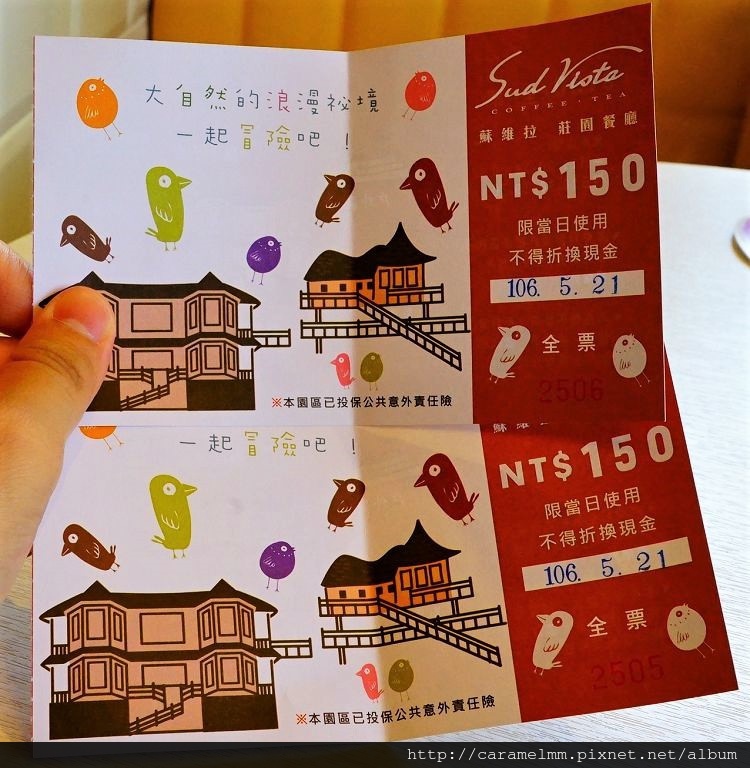 大自然的浪漫祕境
一起冒險吧！
※本園區已投保公共意外責任險
Sud Vista
COFFEE·TEA
蘇維拉 莊園餐廳
NT$150
限當日使用
不得折換現金
106. 5. 21
全票
2506
一起冒險吧！
※本園區已投保公共意外責任險
蘇維
NT$150
限當日使用
不得折換現金
106. 5. 21
全票
2505
http://caramelmm.pixnet.net/album